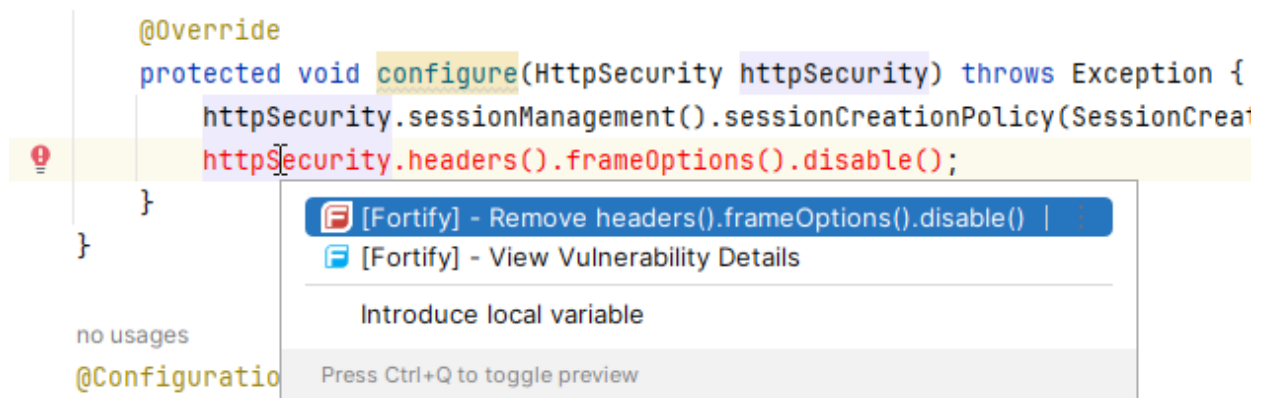 @Override
protected void configure(HttpSecurity httpSecurity) throws Exception {
httpSecurity.sessionManagement().sessionCreationPolicy(SessionCreat
httpSecurity.headers().frameOptions().disable();
}
[Fortify] - Remove headers().frameOptions().disable()
}
[Fortify] - View Vulnerability Details
Introduce local variable
no usages
@Configuratio
Press Ctrl+Q to toggle preview